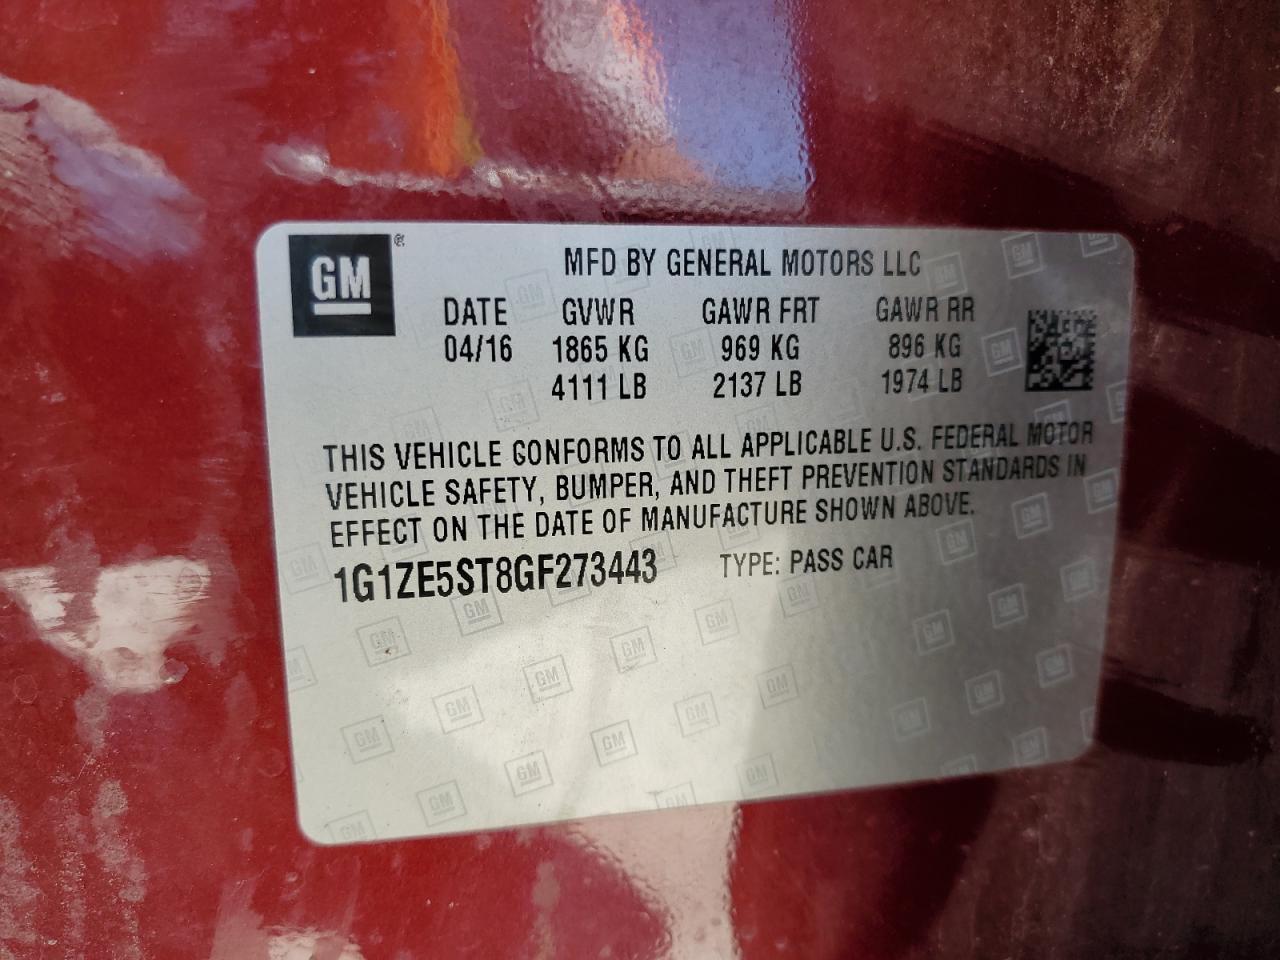 GM
MFD BY GENERAL MOTORS LLC
DATE GVWR GAWR FRT GAWR RR
04/16 1865 KG 969 KG 896 KG
4111 LB 2137 LB 1974 LB
THIS VEHICLE CONFORMS TO ALL APPLICABLE U.S. FEDERAL MOTOR
VEHICLE SAFETY, BUMPER, AND THEFT PREVENTION STANDARDS IN
EFFECT ON THE DATE OF MANUFACTURE SHOWN ABOVE.
1G1ZE5ST8GF273443 TYPE: PASS CAR